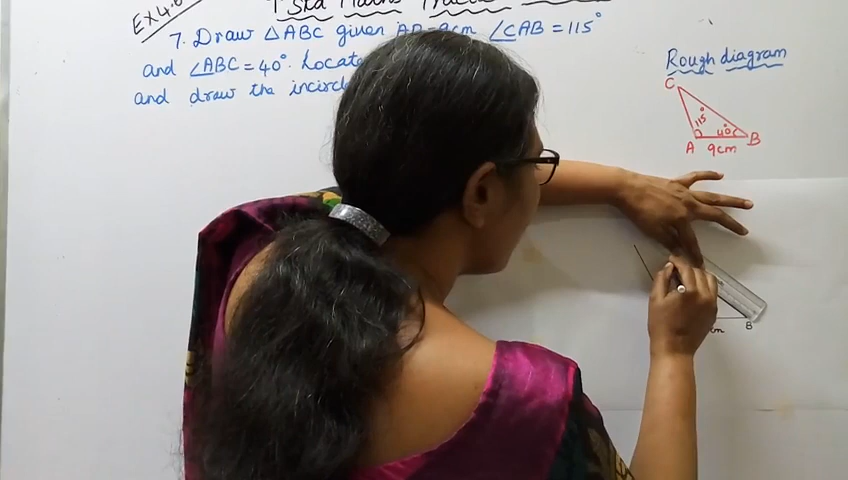 Ex 4.6
7. Draw △ABC given AB = 9cm ∠CAB = 115°
and ∠ABC = 40°. Locate
and draw the incircle
Rough diagram
C
115°
40°
A 9cm B
B